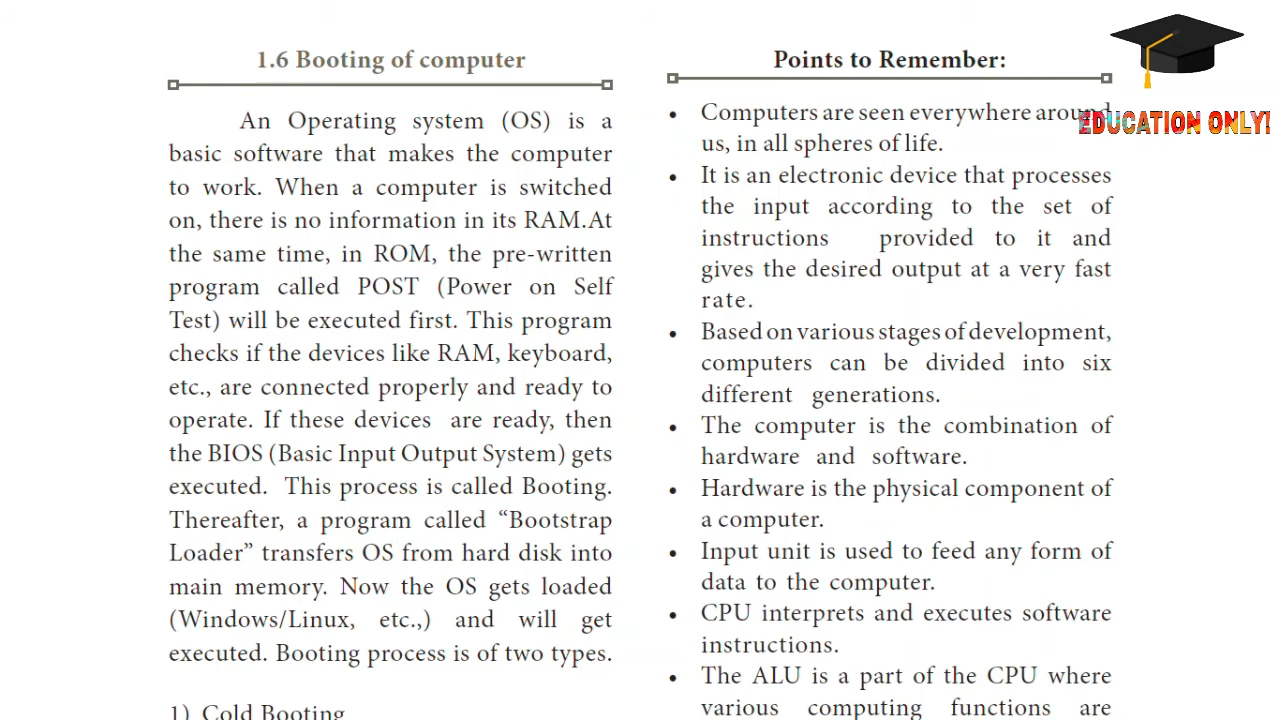 1.6 Booting of computer
An Operating system (OS) is a
basic software that makes the computer
to work. When a computer is switched
on, there is no information in its RAM.At
the same time, in ROM, the pre-written
program called POST (Power on Self
Test) will be executed first. This program
checks if the devices like RAM, keyboard,
etc., are connected properly and ready to
operate. If these devices are ready, then
the BIOS (Basic Input Output System) gets
executed. This process is called Booting.
Thereafter, a program called “Bootstrap
Loader” transfers OS from hard disk into
main memory. Now the OS gets loaded
(Windows/Linux, etc.,) and will get
executed. Booting process is of two types.
1) Cold Booting
Points to Remember:
• Computers are seen everywhere around
us, in all spheres of life.
• It is an electronic device that processes
the input according to the set of
instructions provided to it and
gives the desired output at a very fast
rate.
• Based on various stages of development,
computers can be divided into six
different generations.
• The computer is the combination of
hardware and software.
• Hardware is the physical component of
a computer.
• Input unit is used to feed any form of
data to the computer.
• CPU interprets and executes software
instructions.
• The ALU is a part of the CPU where
various computing functions are
EDUCATION ONLY!